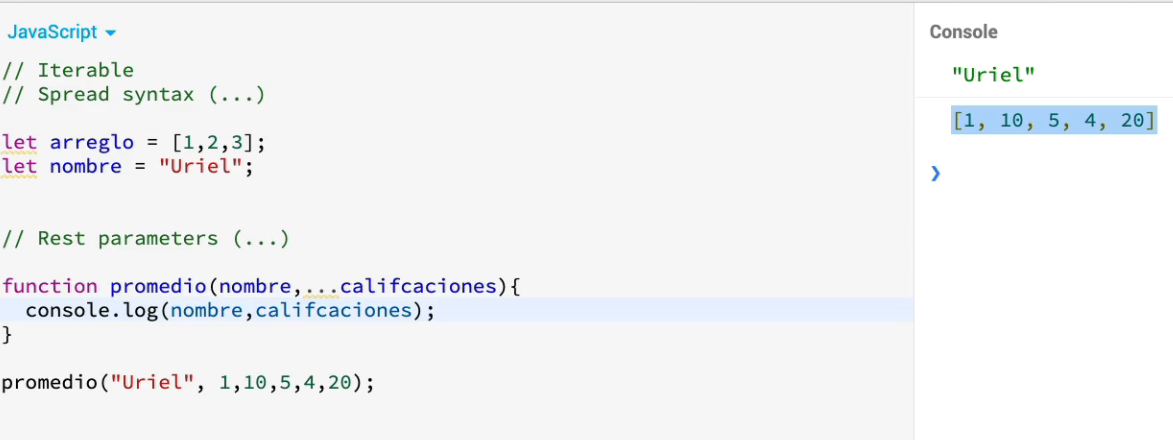 JavaScript
// Iterable
// Spread syntax (...)
let arreglo = [1,2,3];
let nombre = "Uriel";
// Rest parameters (...)
function promedio(nombre,...califcaciones){
  console.log(nombre,califcaciones);
}
promedio("Uriel", 1,10,5,4,20);
Console
"Uriel"
[1, 10, 5, 4, 20]